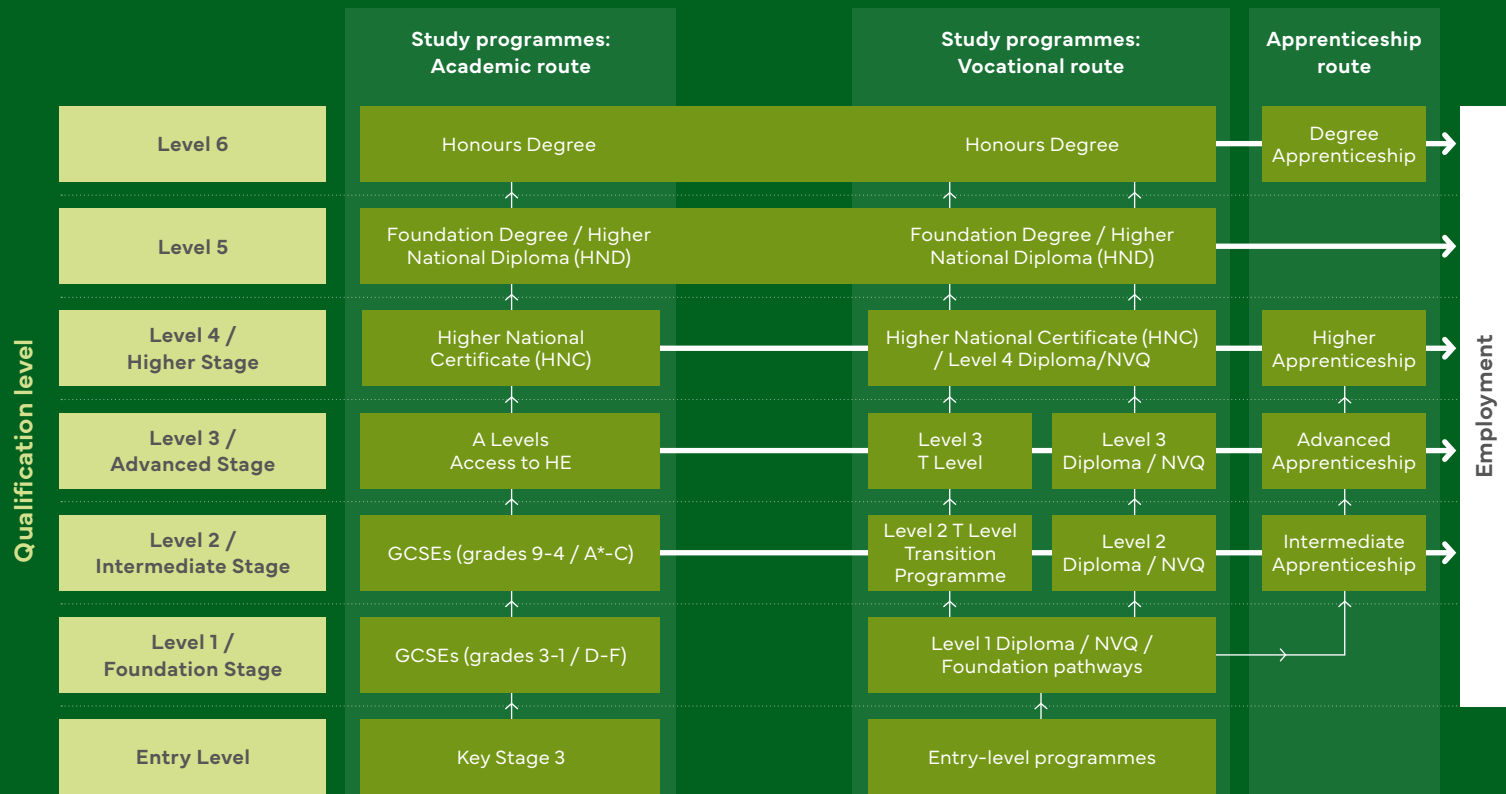 Study programmes:
Academic route
Study programmes:
Vocational route
Apprenticeship
route
Qualification level
Level 6
Honours Degree
Honours Degree
Degree
Apprenticeship
Level 5
Foundation Degree / Higher
National Diploma (HND)
Foundation Degree / Higher
National Diploma (HND)
Level 4 /
Higher Stage
Higher National
Certificate (HNC)
Higher National Certificate (HNC)
/ Level 4 Diploma/NVQ
Higher
Apprenticeship
Level 3 /
Advanced Stage
A Levels
Access to HE
Level 3
T Level
Level 3
Diploma / NVQ
Advanced
Apprenticeship
Level 2 /
Intermediate Stage
GCSEs (grades 9-4 / A*-C)
Level 2 T Level
Transition
Programme
Level 2
Diploma / NVQ
Intermediate
Apprenticeship
Level 1 /
Foundation Stage
GCSEs (grades 3-1 / D-F)
Level 1 Diploma / NVQ /
Foundation pathways
Entry Level
Key Stage 3
Entry-level programmes
Employment